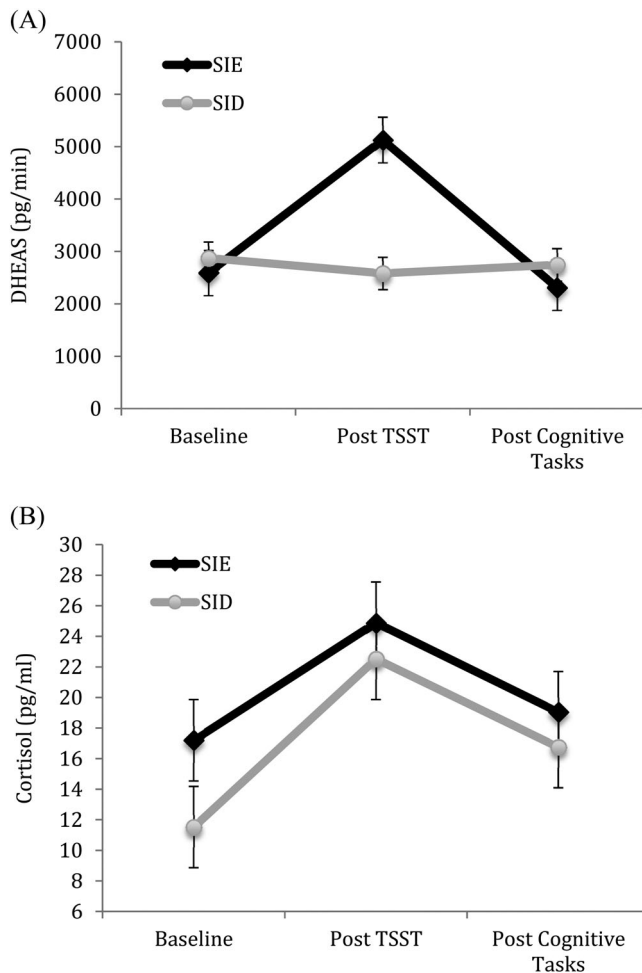 (A)
7000
6000
5000
4000
3000
2000
1000
0
DHEAS (pg/min)
SIE
SID
Baseline
Post TSST
Post Cognitive
Tasks
(B)
30
28
26
24
22
20
18
16
14
12
10
8
6
Cortisol (pg/ml)
SIE
SID
Baseline
Post TSST
Post Cognitive
Tasks